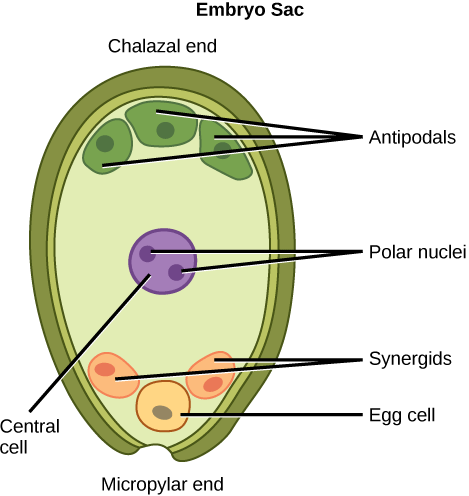 Embryo Sac
Chalazal end
Antipodals
Polar nuclei
Synergids
Egg cell
Central
cell
Micropylar end